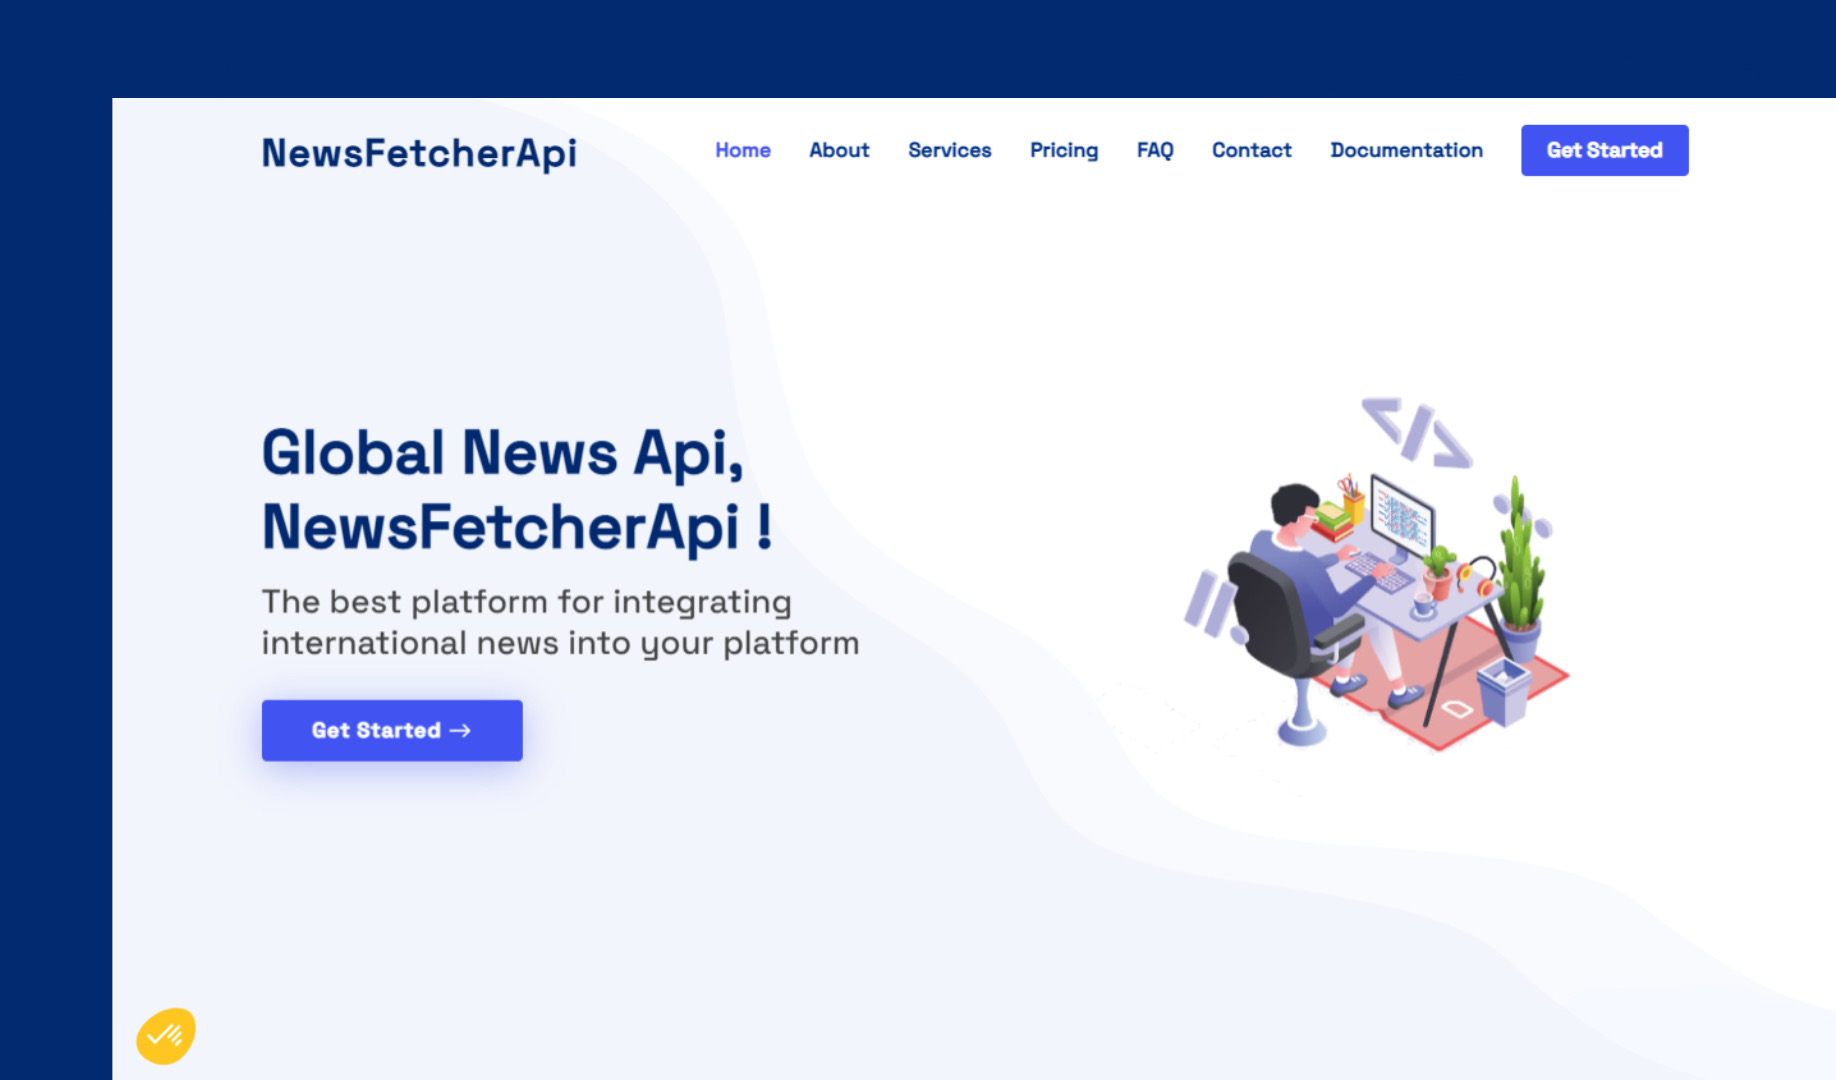 NewsFetcherApi
Home About Services Pricing FAQ Contact Documentation Get Started
Global News Api,
NewsFetcherApi !
The best platform for integrating
international news into your platform
Get Started →